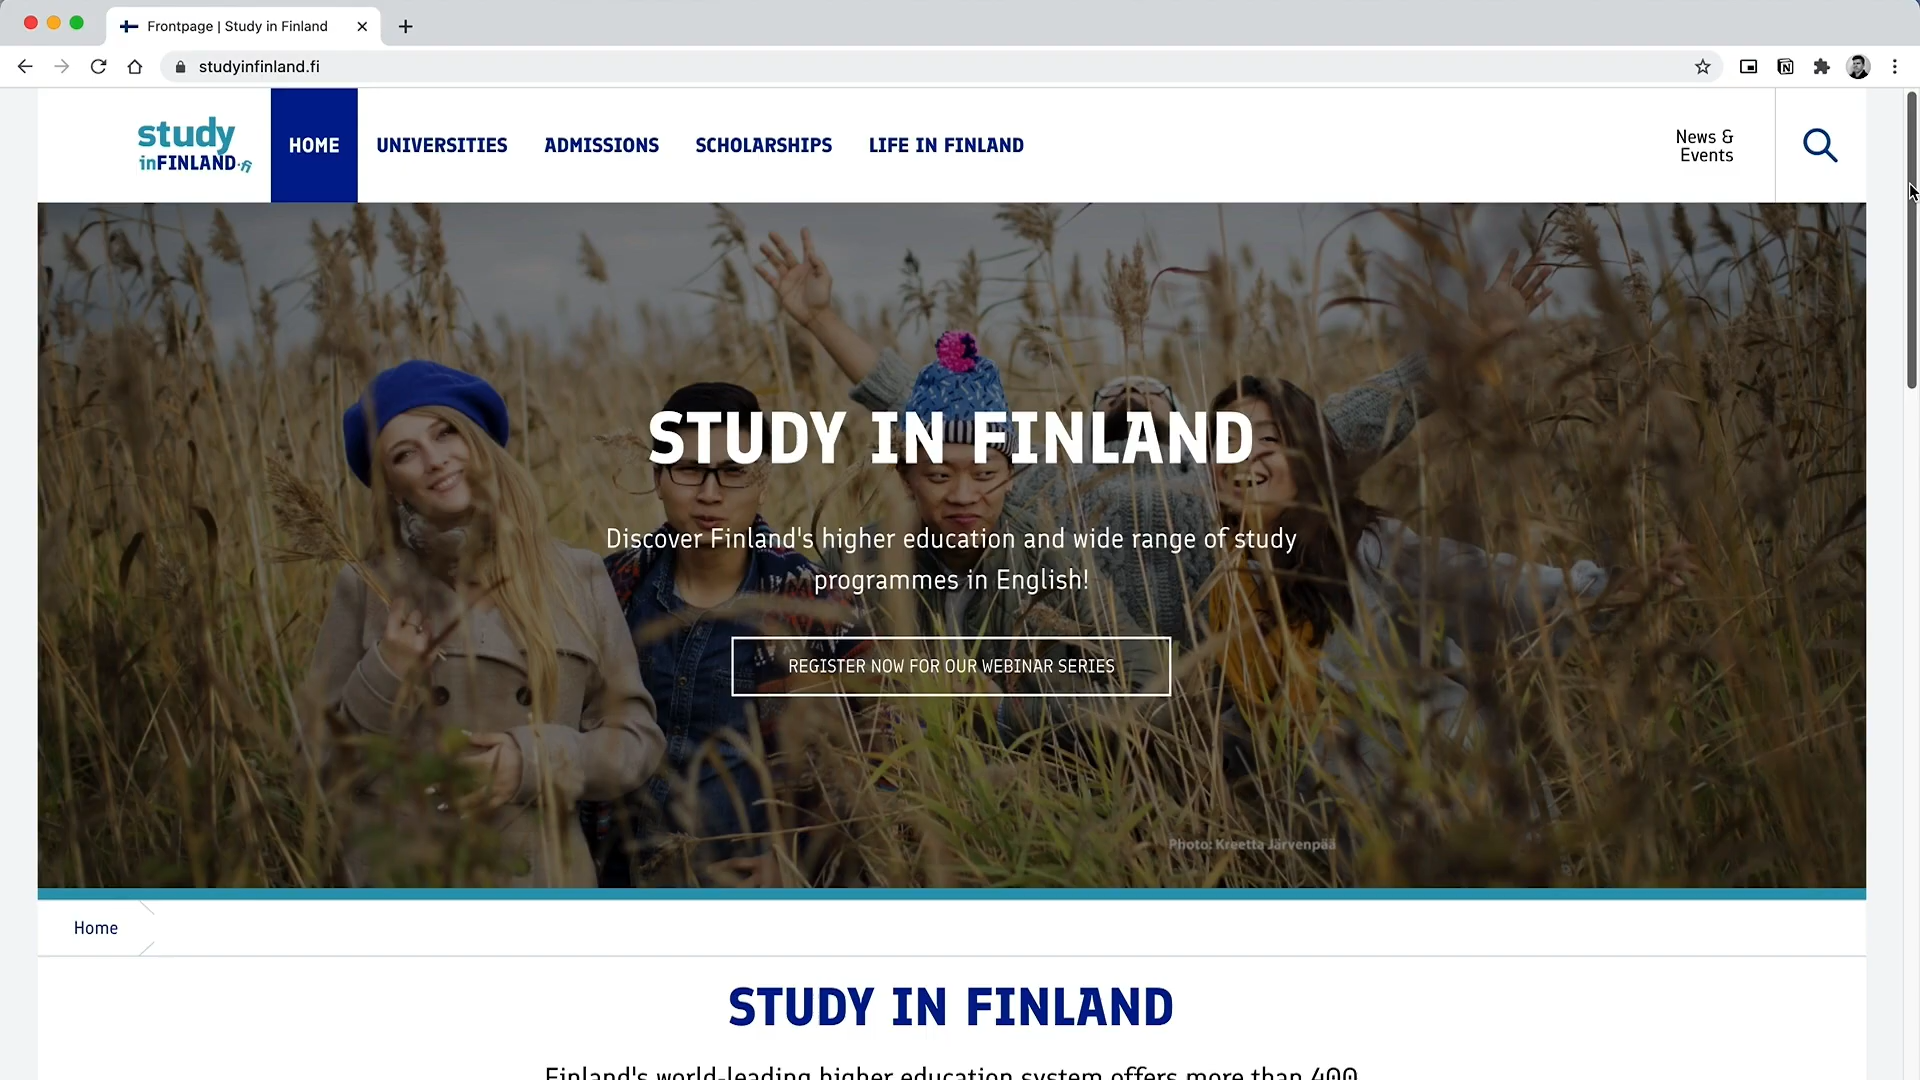 Frontpage | Study in Finland
studyinfinland.fi
study
inFINLAND.fi
HOME
UNIVERSITIES
ADMISSIONS
SCHOLARSHIPS
LIFE IN FINLAND
News &
Events
STUDY IN FINLAND
Discover Finland's higher education and wide range of study
programmes in English!
REGISTER NOW FOR OUR WEBINAR SERIES
Photo: Kreetta Järvenpää
Home
STUDY IN FINLAND
Finland's world-leading higher education system offers more than 400